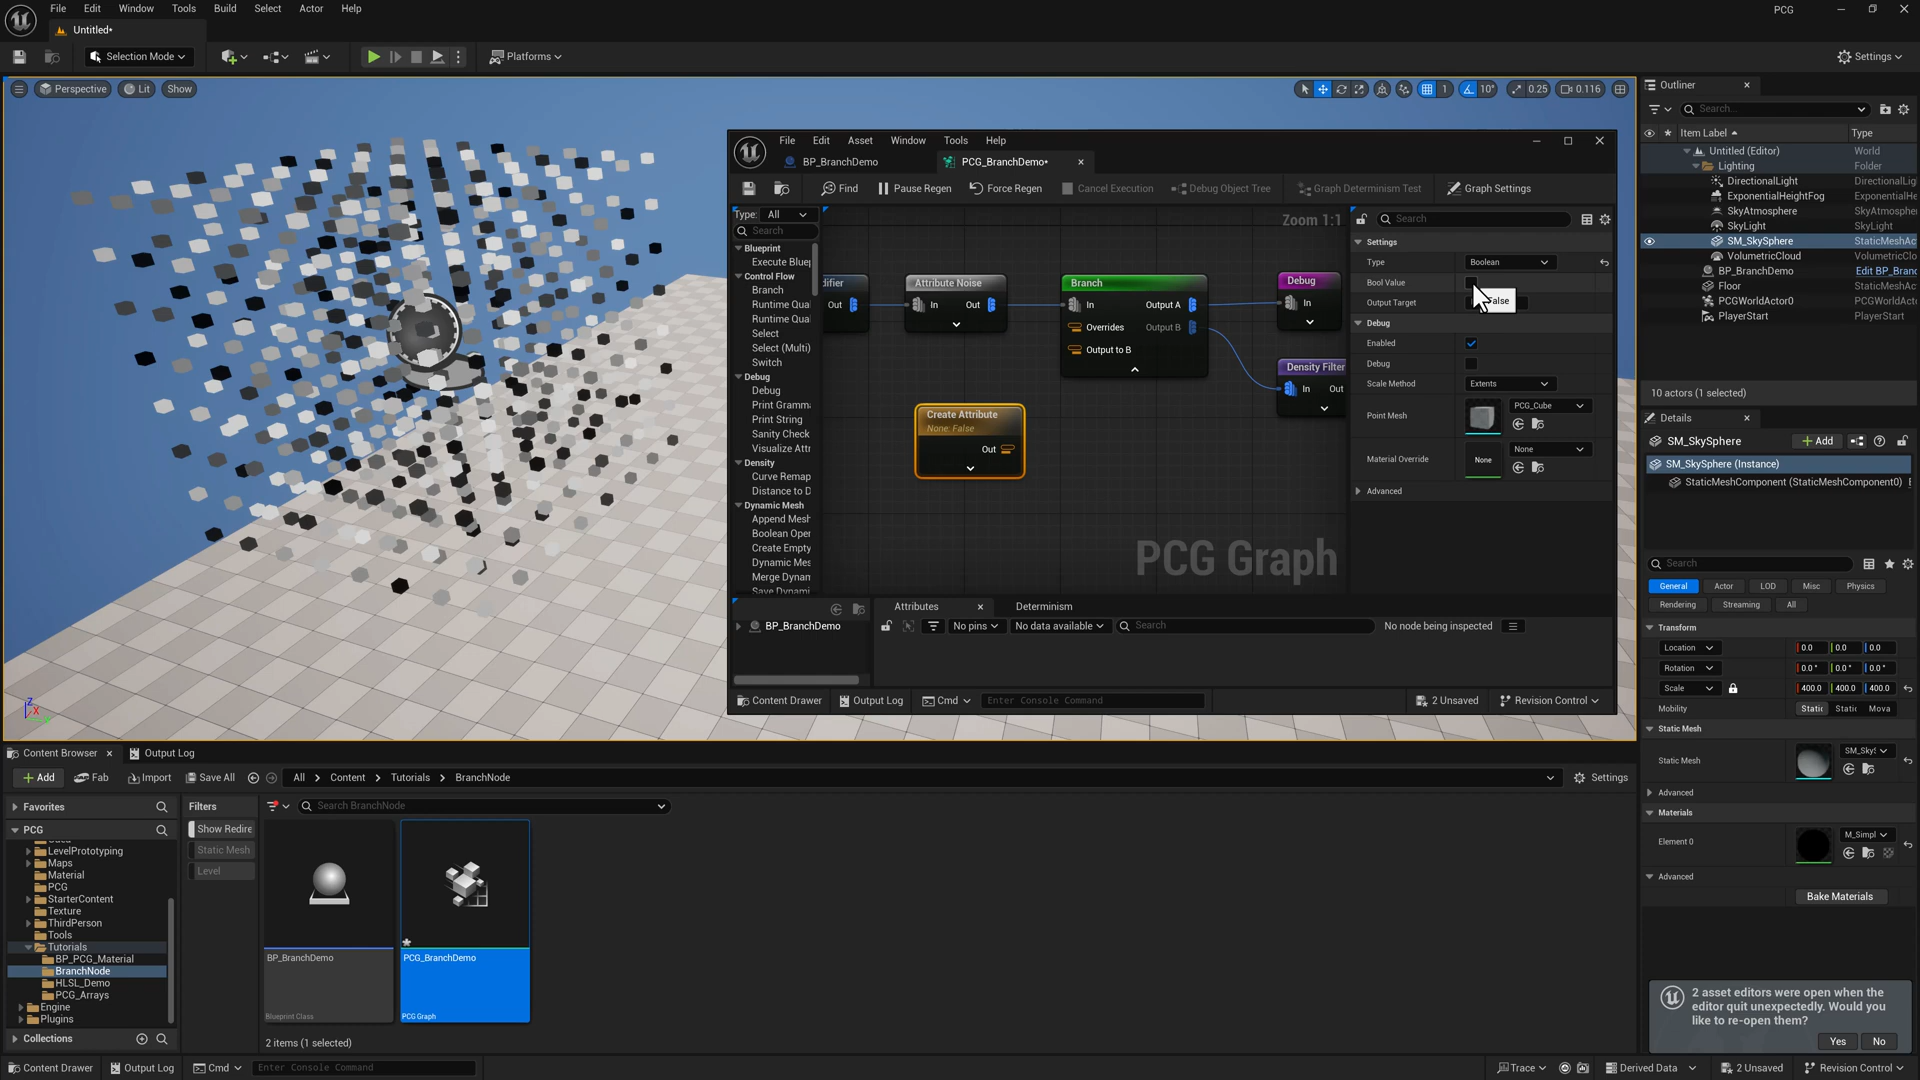 File Edit Window Tools Build Select Actor Help
PCG
Untitled*
Selection Mode
Platforms
Settings
Perspective
Lit
Show
1
10°
0.25
0.116
File Edit Asset Window Tools Help
BP_BranchDemo
PCG_BranchDemo*
Find
Pause Regen
Force Regen
Cancel Execution
Debug Object Tree
Graph Determinism Test
Graph Settings
Type: All
Search
Blueprint
Execute Bluep
Control Flow
Branch
Runtime Qua
Runtime Qua
Select
Select (Multi)
Switch
Debug
Debug
Print Gramma
Print String
Sanity Check
Visualize Attr
Density
Curve Remap
Distance to D
Dynamic Mesh
Append Mesh
Boolean Oper
Create Empty
Dynamic Mes
Merge Dynam
Save Dynami
Zoom 1:1
difier
Out
Attribute Noise
In Out
Branch
In Output A
Overrides Output B
Output to B
Debug
In
Density Filter
In Out
Create Attribute
None: False
Out
PCG Graph
Search
Settings
Type Boolean
Bool Value
False
Output Target
Debug
Enabled
Debug
Scale Method Extents
Point Mesh PCG_Cube
Material Override None None
Advanced
BP_BranchDemo
Attributes
Determinism
No pins
No data available
Search
No node being inspected
Content Drawer
Output Log
Cmd
Enter Console Command
2 Unsaved
Revision Control
Outliner
Search...
Item Label Type
Untitled (Editor) World
Lighting Folder
DirectionalLight DirectionalLig
ExponentialHeightFog ExponentialHe
SkyAtmosphere SkyAtmosphere
SkyLight SkyLight
SM_SkySphere StaticMeshAc
VolumetricCloud VolumetricClo
BP_BranchDemo Edit BP_Branc
Floor StaticMeshAc
PCGWorldActor0 PCGWorldActo
PlayerStart PlayerStart
10 actors (1 selected)
Details
SM_SkySphere
Add
SM_SkySphere (Instance)
StaticMeshComponent (StaticMeshComponent0)
Search
General Actor LOD Misc Physics
Rendering Streaming All
Transform
Location 0.0 0.0 0.0
Rotation 0.0° 0.0° 0.0°
Scale 400.0 400.0 400.0
Mobility Static Static Mova
Static Mesh
Static Mesh SM_SkyS
Advanced
Materials
Element 0 M_Simpl
Advanced
Bake Materials
Content Browser
Output Log
Add
Fab
Import
Save All
All Content Tutorials BranchNode
Settings
Favorites
PCG
LevelPrototyping
Maps
Material
PCG
StarterContent
Texture
ThirdPerson
Tools
Tutorials
BP_PCG_Material
BranchNode
HLSL_Demo
PCG_Arrays
Engine
Plugins
Collections
Filters
Show Redire
Static Mesh
Level
Search BranchNode
BP_BranchDemo
Blueprint Class
PCG_BranchDemo
PCG Graph
2 items (1 selected)
2 asset editors were open when the
editor quit unexpectedly. Would you
like to re-open them?
Yes No
Content Drawer
Output Log
Cmd
Enter Console Command
Trace
Derived Data
2 Unsaved
Revision Control